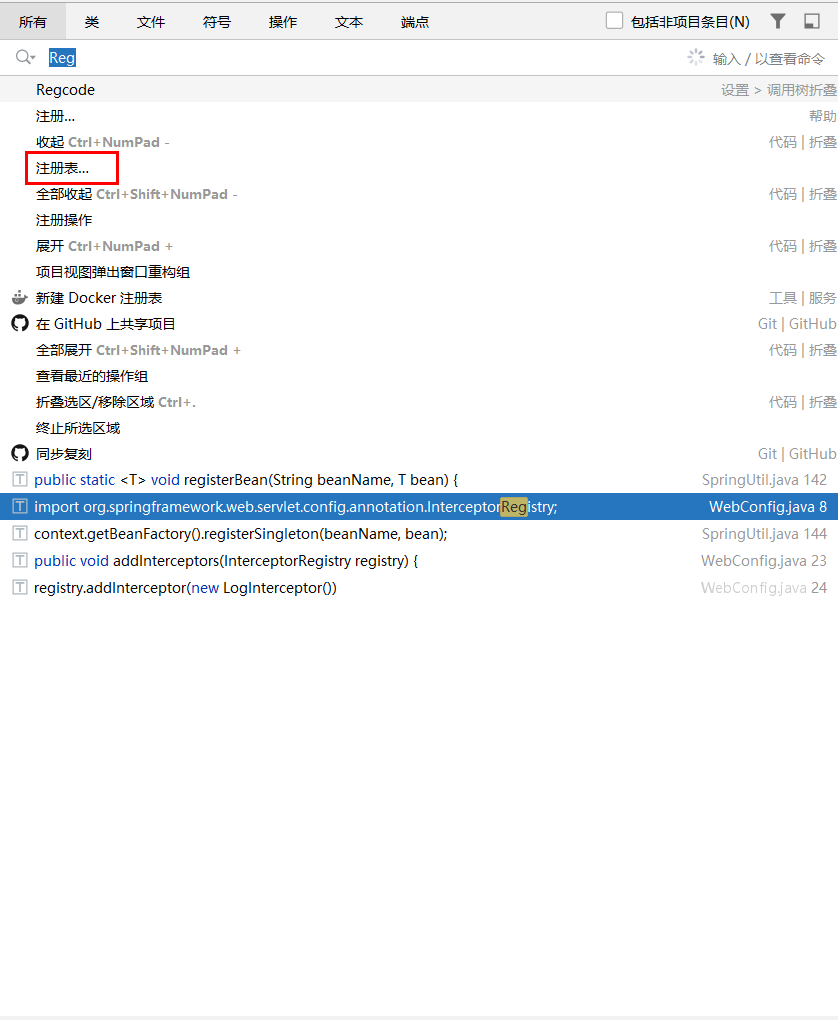 所有 类 文件 符号 操作 文本 端点 包括非项目条目(N)
Reg 输入 / 以查看命令
Regcode 设置 > 调用树折叠
注册... 帮助
收起 Ctrl+NumPad - 代码 | 折叠
注册表...
全部收起 Ctrl+Shift+NumPad - 代码 | 折叠
注册操作
展开 Ctrl+NumPad + 代码 | 折叠
项目视图弹出窗口重构组
新建 Docker 注册表 工具 | 服务
在 GitHub 上共享项目 Git | GitHub
全部展开 Ctrl+Shift+NumPad + 代码 | 折叠
查看最近的操作组
折叠选区/移除区域 Ctrl+. 代码 | 折叠
终止所选区域
同步复刻 Git | GitHub
T public static <T> void registerBean(String beanName, T bean) { SpringUtil.java 142
T import org.springframework.web.servlet.config.annotation.InterceptorRegistry; WebConfig.java 8
T context.getBeanFactory().registerSingleton(beanName, bean); SpringUtil.java 144
T public void addInterceptors(InterceptorRegistry registry) { WebConfig.java 23
T registry.addInterceptor(new LogInterceptor()) WebConfig.java 24